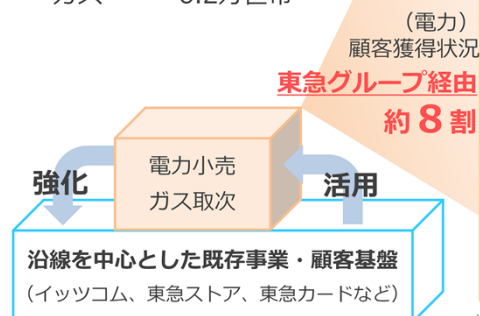 （電力）
顧客獲得状況
東急グループ経由
約８割
強化
電力小売
ガス取次
活用
沿線を中心とした既存事業・顧客基盤
（イッツコム、東急ストア、東急カードなど）